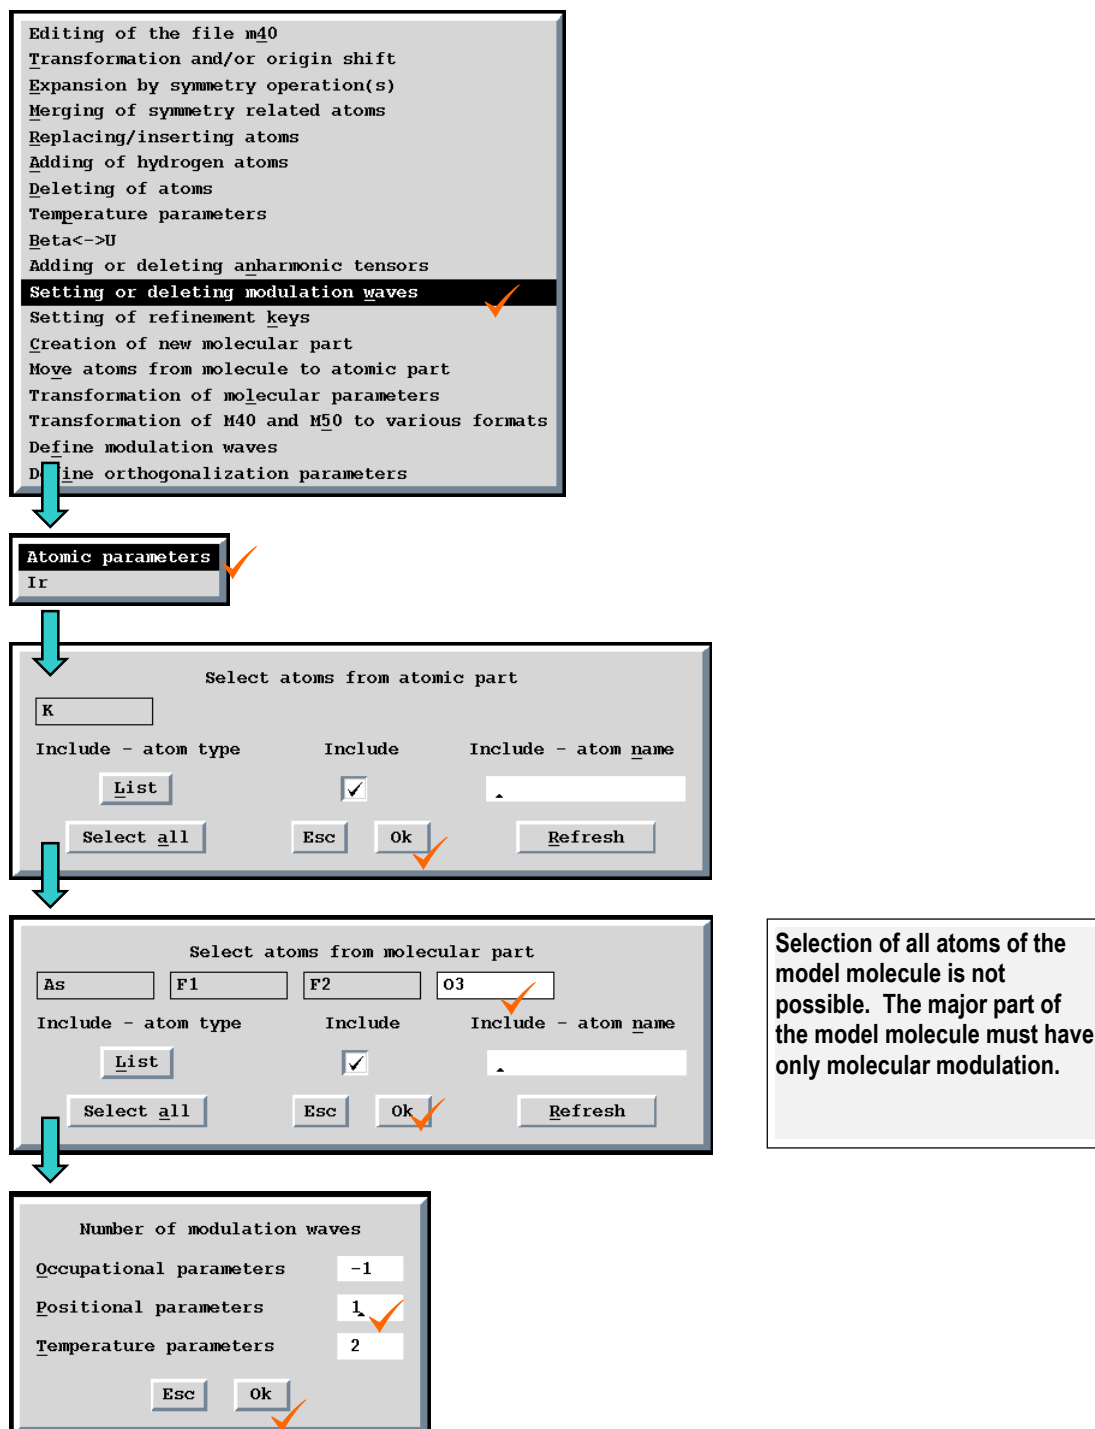 Editing of the file m40
Transformation and/or origin shift
Expansion by symmetry operation(s)
Merging of symmetry related atoms
Replacing/inserting atoms
Adding of hydrogen atoms
Deleting of atoms
Temperature parameters
Beta<->U
Adding or deleting anharmonic tensors
Setting or deleting modulation waves
Setting of refinement keys
Creation of new molecular part
Move atoms from molecule to atomic part
Transformation of molecular parameters
Transformation of M40 and M50 to various formats
Define modulation waves
Define orthogonalization parameters
Atomic parameters
Ir
Select atoms from atomic part
K
Include - atom type Include Include - atom name
List
Select all Esc Ok Refresh
Select atoms from molecular part
As F1 F2 O3
Include - atom type Include Include - atom name
List
Select all Esc Ok Refresh
Selection of all atoms of the
model molecule is not
possible. The major part of
the model molecule must have
only molecular modulation.
Number of modulation waves
Occupational parameters -1
Positional parameters 1
Temperature parameters 2
Esc Ok